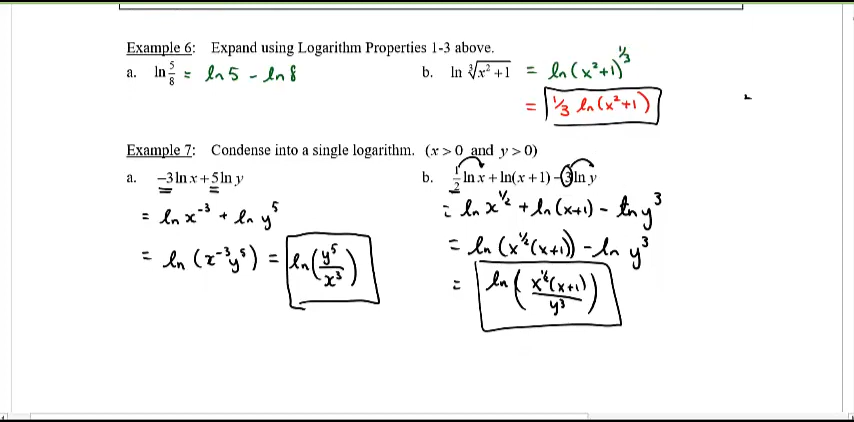 Example 6: Expand using Logarithm Properties 1-3 above.
a. ln 5/8 = ln 5 - ln 8
b. ln ∛(x² + 1) = ln(x²+1)^(1/3)
= 1/3 ln(x²+1)
Example 7: Condense into a single logarithm. (x > 0 and y > 0)
a. −3 ln x + 5 ln y
= ln x⁻³ + ln y⁵
= ln (x⁻³y⁵) = ln(y⁵/x³)
b. 1/2 ln x + ln(x + 1) − 3 ln y
= ln x^(1/2) + ln(x+1) - ln y³
= ln (x^(1/2)(x+1)) - ln y³
= ln (x^(1/2)(x+1)/y³)